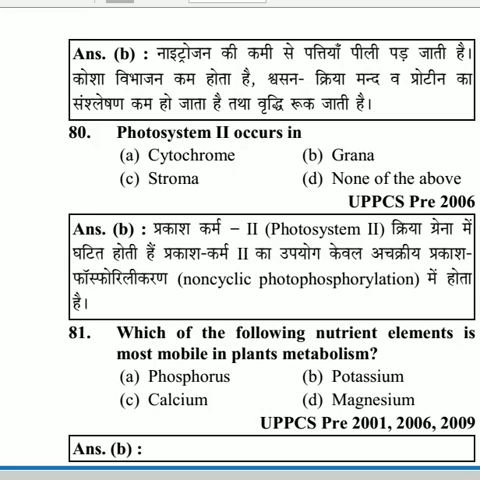 Ans. (b) : नाइट्रोजन की कमी से पत्तियाँ पीली पड़ जाती है।
कोशा विभाजन कम होता है, श्वसन- क्रिया मन्द व प्रोटीन का
संश्लेषण कम हो जाता है तथा वृद्धि रूक जाती है।
80. Photosystem II occurs in
(a) Cytochrome (b) Grana
(c) Stroma (d) None of the above
UPPCS Pre 2006
Ans. (b) : प्रकाश कर्म – II (Photosystem II) क्रिया ग्रेना में
घटित होती हैं प्रकाश-कर्म II का उपयोग केवल अचक्रीय प्रकाश-
फॉस्फोरिलीकरण (noncyclic photophosphorylation) में होता
है।
81. Which of the following nutrient elements is
most mobile in plants metabolism?
(a) Phosphorus (b) Potassium
(c) Calcium (d) Magnesium
UPPCS Pre 2001, 2006, 2009
Ans. (b) :